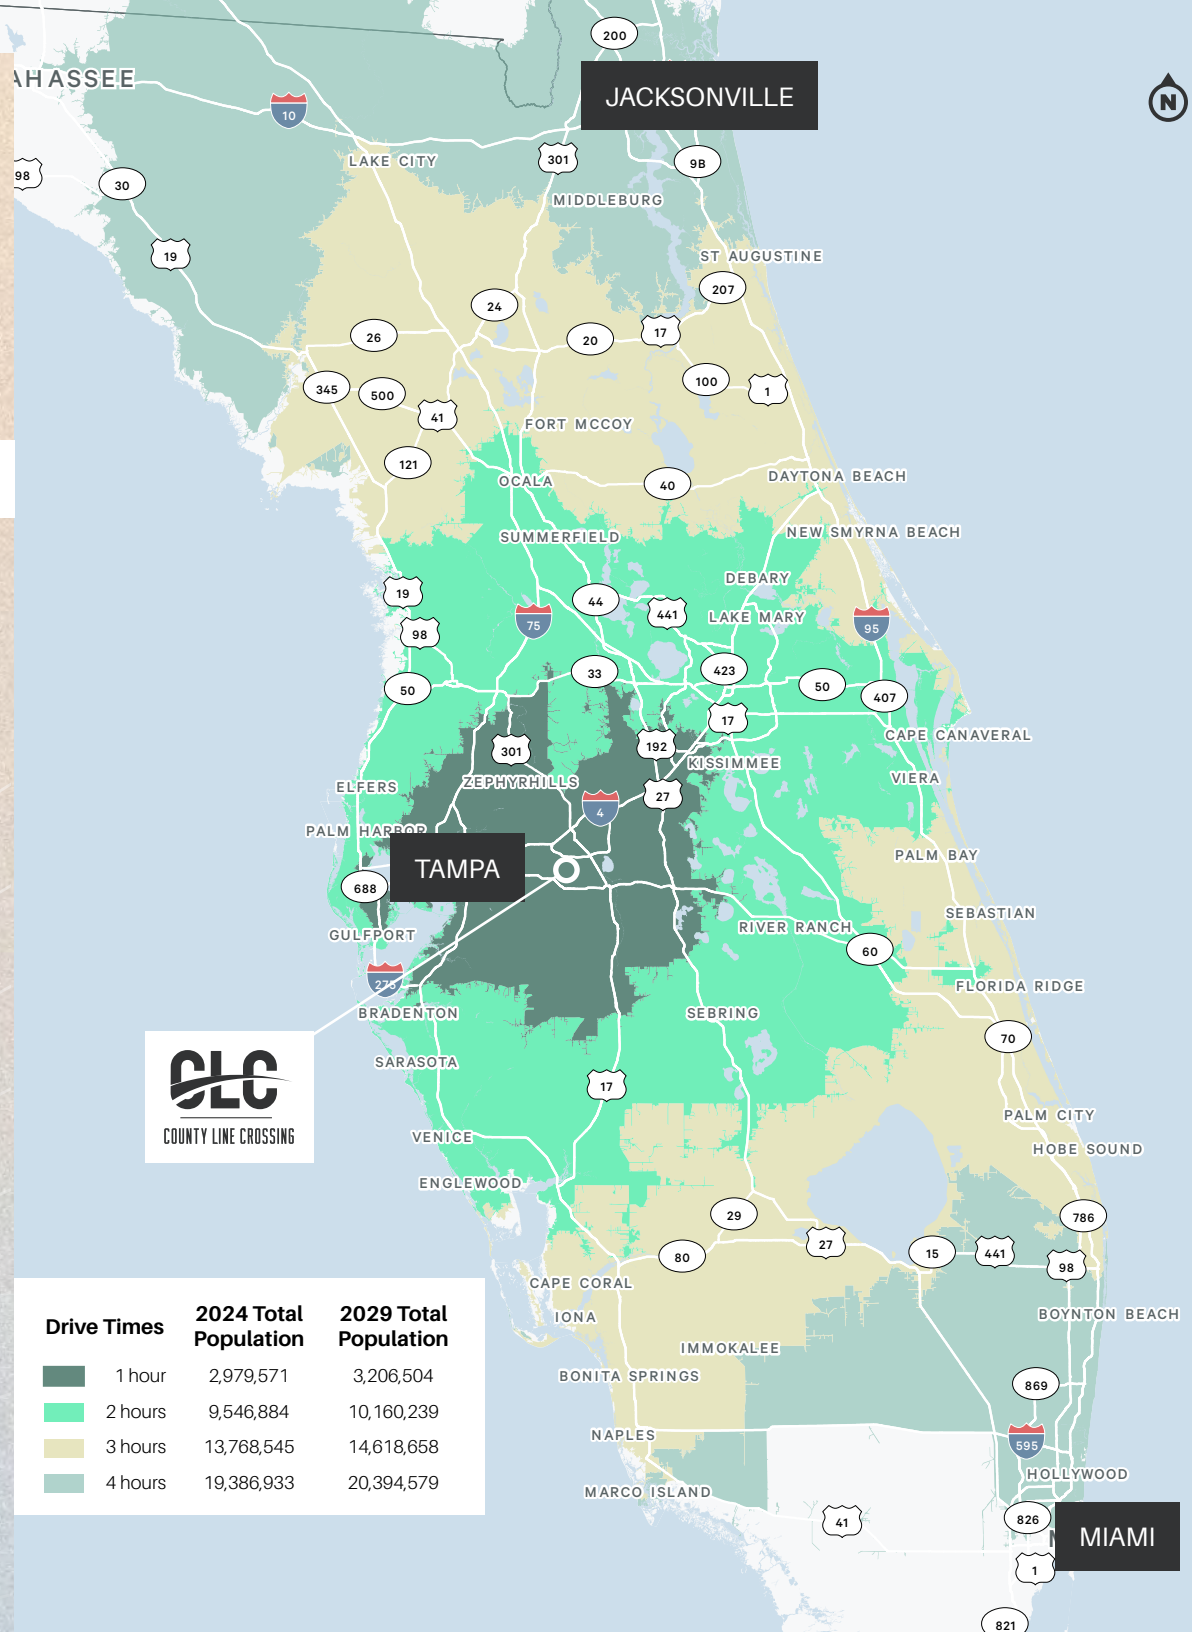 200
JACKSONVILLE
AHASSEE
10
LAKE CITY
301
9B
98
30
MIDDLEBURG
19
ST AUGUSTINE
207
24
26
20
17
345
500
100
1
41
FORT MCCOY
121
OCALA
40
DAYTONA BEACH
SUMMERFIELD
NEW SMYRNA BEACH
DEBARY
19
44
441
LAKE MARY
75
95
98
33
423
50
50
407
17
CAPE CANAVERAL
301
192
KISSIMMEE
ZEPHYRHILLS
VIERA
ELFERS
27
4
PALM HARBOR
TAMPA
PALM BAY
688
SEBASTIAN
GULFPORT
RIVER RANCH
60
275
FLORIDA RIDGE
BRADENTON
SEBRING
70
SARASOTA
CLC
COUNTY LINE CROSSING
17
PALM CITY
VENICE
HOBE SOUND
ENGLEWOOD
29
786
80
27
15
441
98
CAPE CORAL
IONA
BOYNTON BEACH
IMMOKALEE
BONITA SPRINGS
869
NAPLES
595
HOLLYWOOD
MARCO ISLAND
41
826
MIAMI
1
821
N
Drive Times 2024 Total Population 2029 Total Population
1 hour 2,979,571 3,206,504
2 hours 9,546,884 10,160,239
3 hours 13,768,545 14,618,658
4 hours 19,386,933 20,394,579